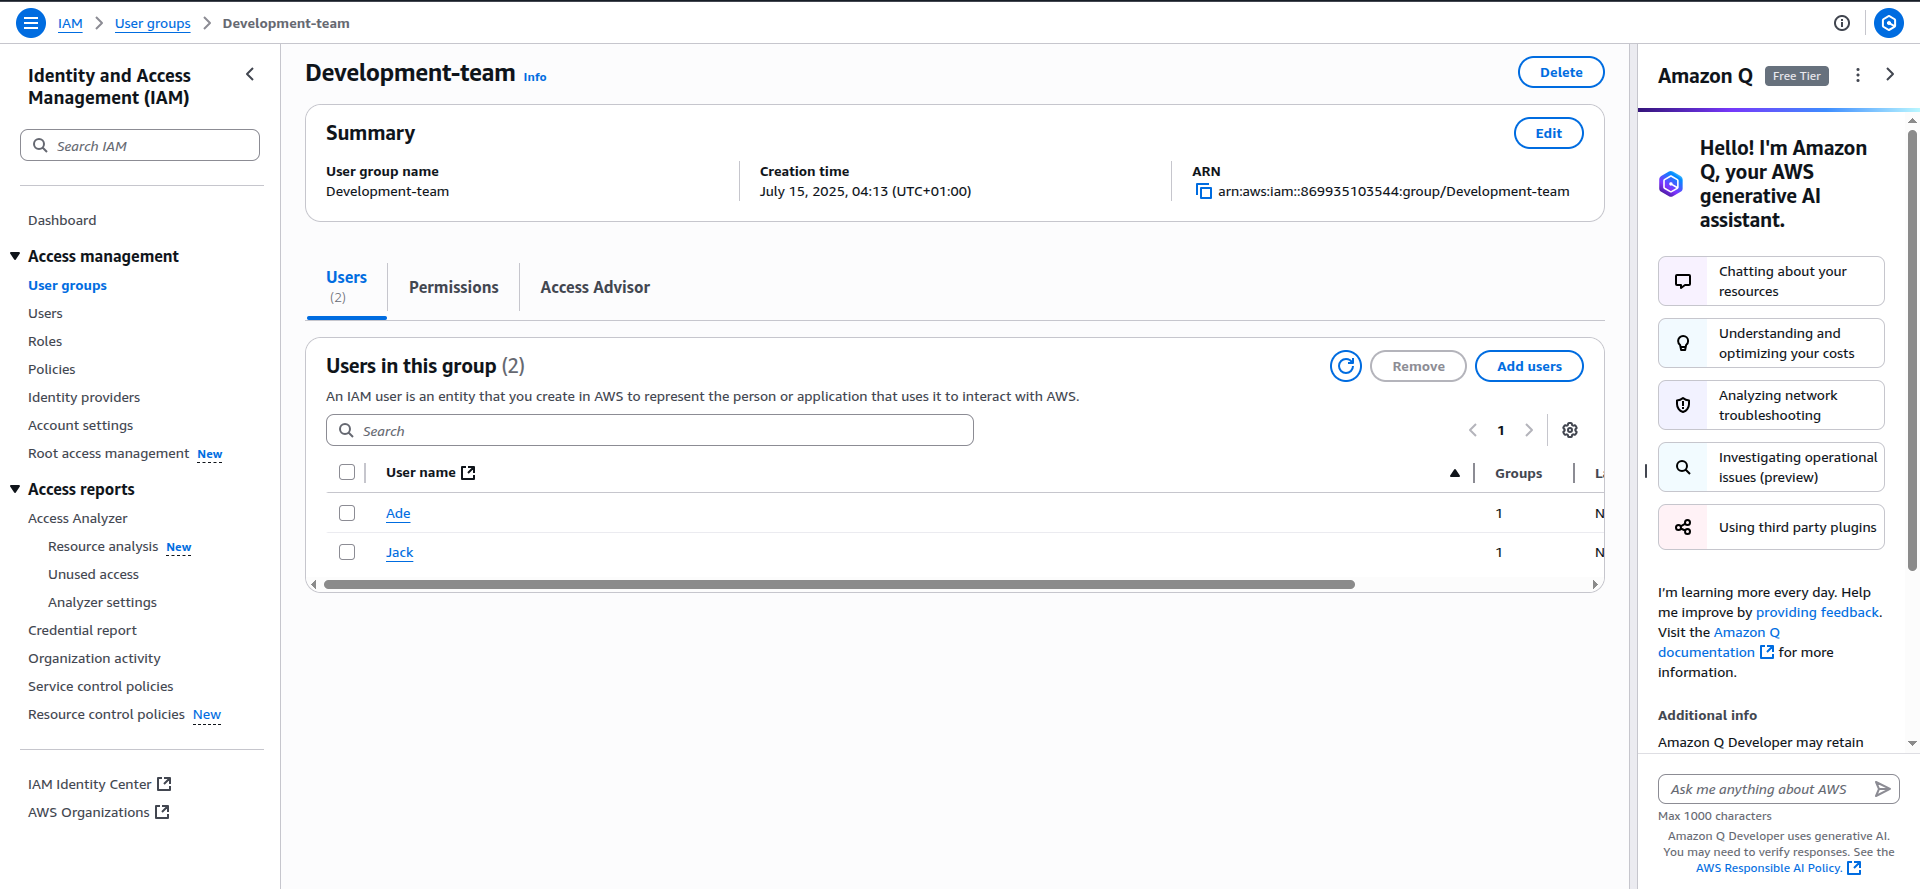 IAM > User groups > Development-team
Identity and Access
Management (IAM)
Search IAM
Dashboard
Access management
User groups
Users
Roles
Policies
Identity providers
Account settings
Root access management New
Access reports
Access Analyzer
Resource analysis New
Unused access
Analyzer settings
Credential report
Organization activity
Service control policies
Resource control policies New
IAM Identity Center
AWS Organizations
Development-team Info
Delete
Summary
Edit
User group name
Development-team
Creation time
July 15, 2025, 04:13 (UTC+01:00)
ARN
arn:aws:iam::869935103544:group/Development-team
Users
(2)
Permissions
Access Advisor
Users in this group (2)
Remove
Add users
An IAM user is an entity that you create in AWS to represent the person or application that uses it to interact with AWS.
Search
1
User name
Groups
Ade
1
N
Jack
1
N
Amazon Q Free Tier
Hello! I'm Amazon
Q, your AWS
generative AI
assistant.
Chatting about your
resources
Understanding and
optimizing your costs
Analyzing network
troubleshooting
Investigating operational
issues (preview)
Using third party plugins
I'm learning more every day. Help
me improve by providing feedback.
Visit the Amazon Q
documentation for more
information.
Additional info
Amazon Q Developer may retain
Ask me anything about AWS
Max 1000 characters
Amazon Q Developer uses generative AI.
You may need to verify responses. See the
AWS Responsible AI Policy.